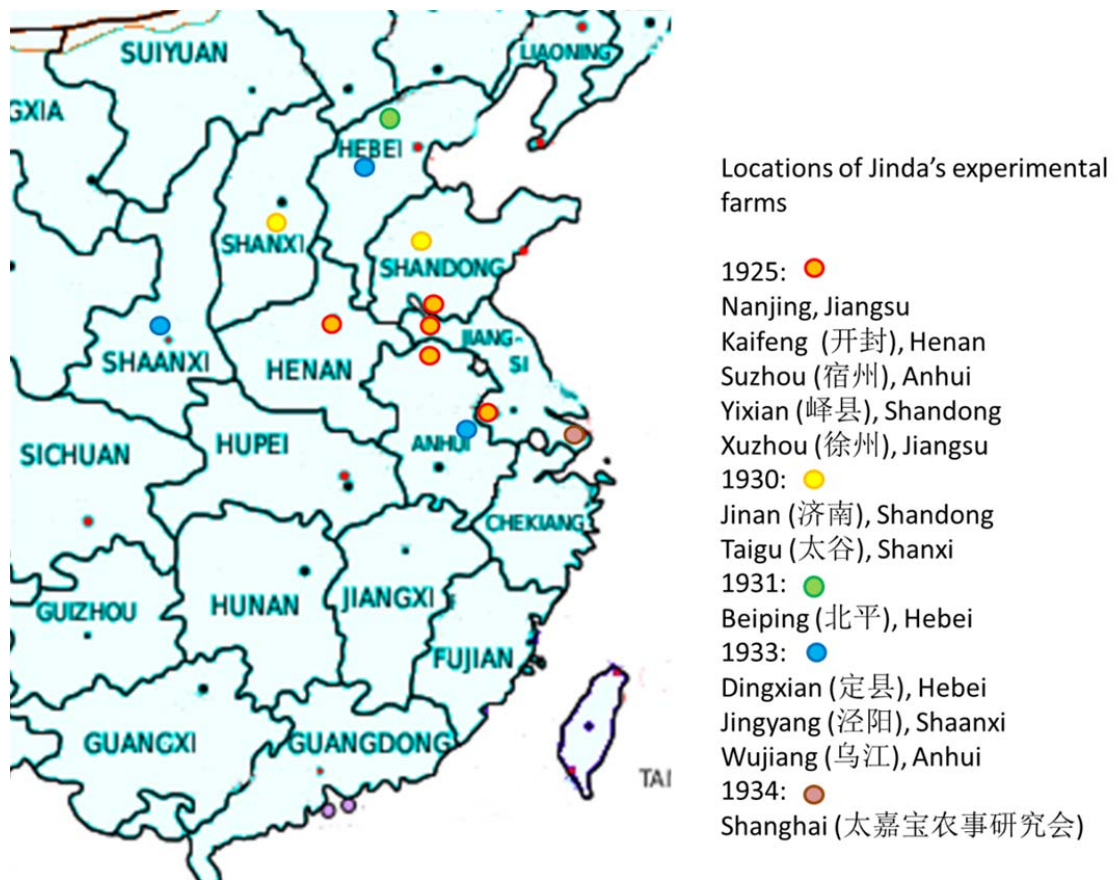 SUIYUAN
LIAONING
GXIA
HEBEI
SHANXI
SHANDONG
JIANG-
SI
SHAANXI
HENAN
SICHUAN
HUPEI
ANHUI
CHEKIANG
GUIZHOU
HUNAN
JIANGXI
FUJIAN
GUANGXI
GUANGDONG
TAI
Locations of Jinda’s experimental
farms
1925:
Nanjing, Jiangsu
Kaifeng (开封), Henan
Suzhou (宿州), Anhui
Yixian (峄县), Shandong
Xuzhou (徐州), Jiangsu
1930:
Jinan (济南), Shandong
Taigu (太谷), Shanxi
1931:
Beiping (北平), Hebei
1933:
Dingxian (定县), Hebei
Jingyang (泾阳), Shaanxi
Wujiang (乌江), Anhui
1934:
Shanghai (太嘉宝农事研究会)